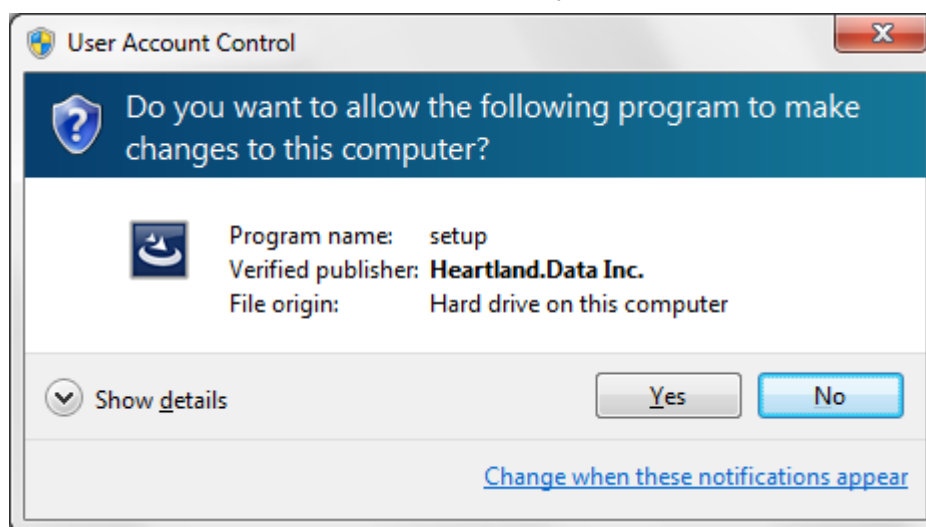 User Account Control
Do you want to allow the following program to make
changes to this computer?
Program name: setup
Verified publisher: Heartland.Data Inc.
File origin: Hard drive on this computer
Show details
Yes
No
Change when these notifications appear